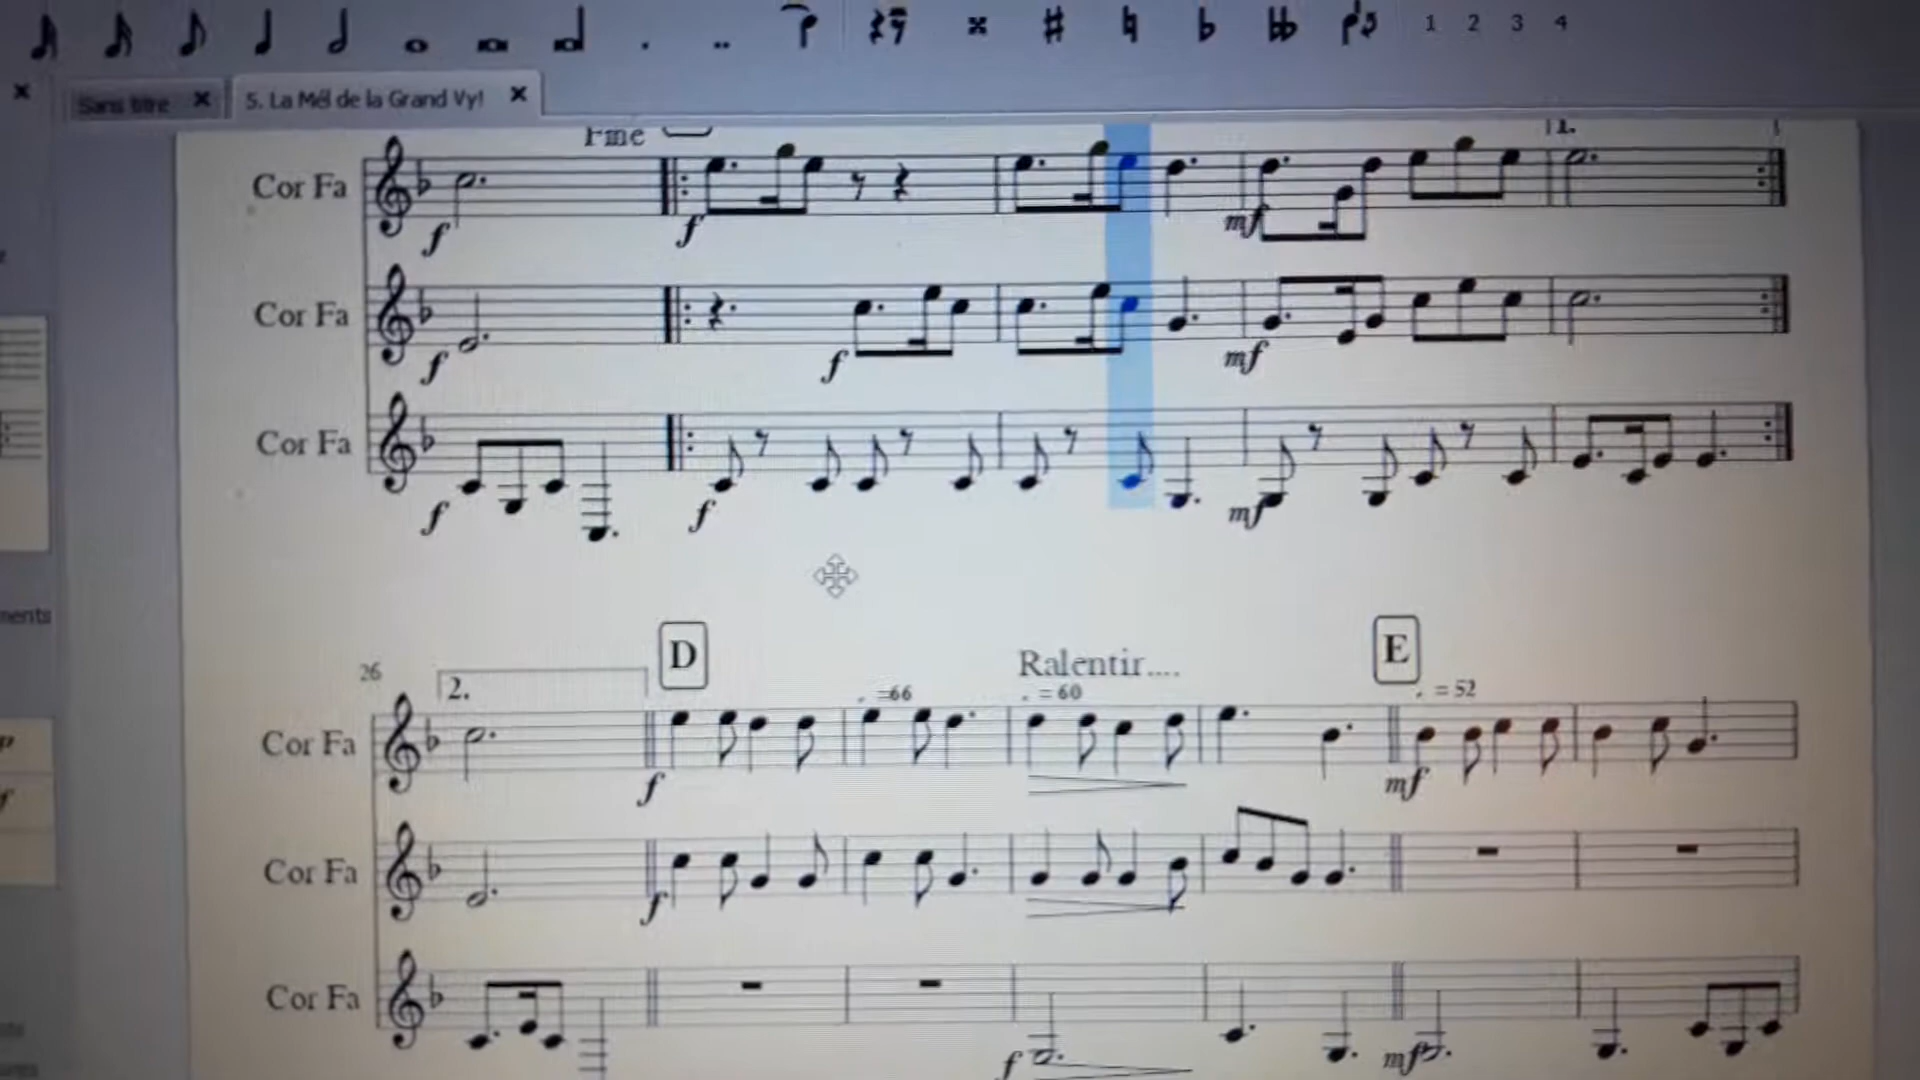 1 2 3 4
Sans titre
5. La Mél de la Grand Vy!
Fine
1.
Cor Fa
f
f
mf
Cor Fa
f
f
mf
Cor Fa
f
f
mf
ments
D
E
Ralentir....
26
2.
=66
= 60
= 52
Cor Fa
f
mf
Cor Fa
f
Cor Fa
f
mf